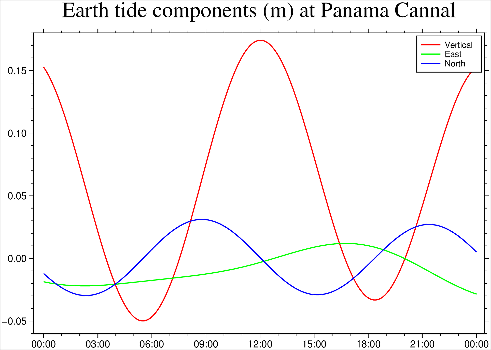 Earth tide components (m) at Panama Cannal
Vertical
East
North
0.15
0.10
0.05
0.00
−0.05
00:00 03:00 06:00 09:00 12:00 15:00 18:00 21:00 00:00